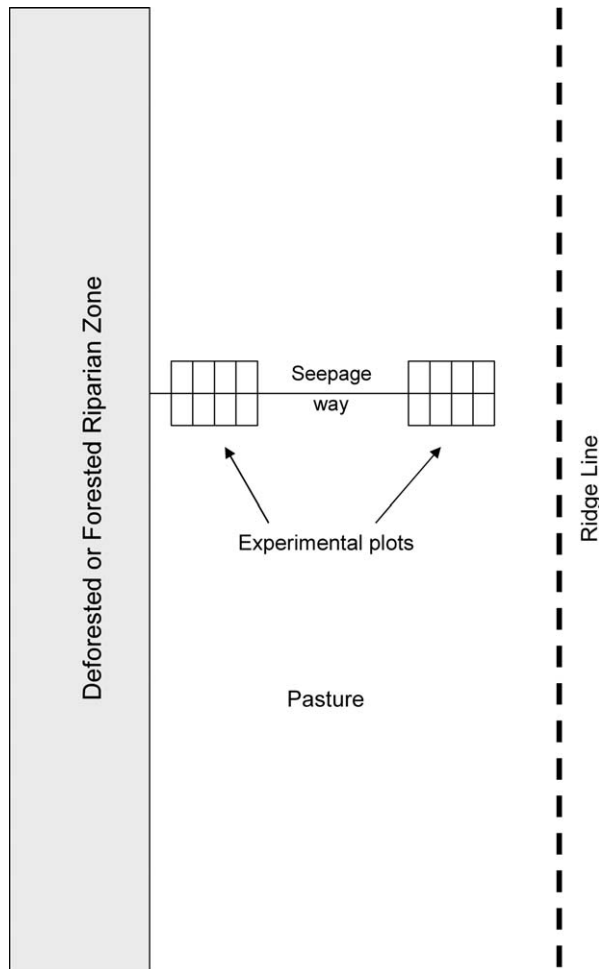 Deforested or Forested Riparian Zone
Seepage
way
Experimental plots
Pasture
Ridge Line